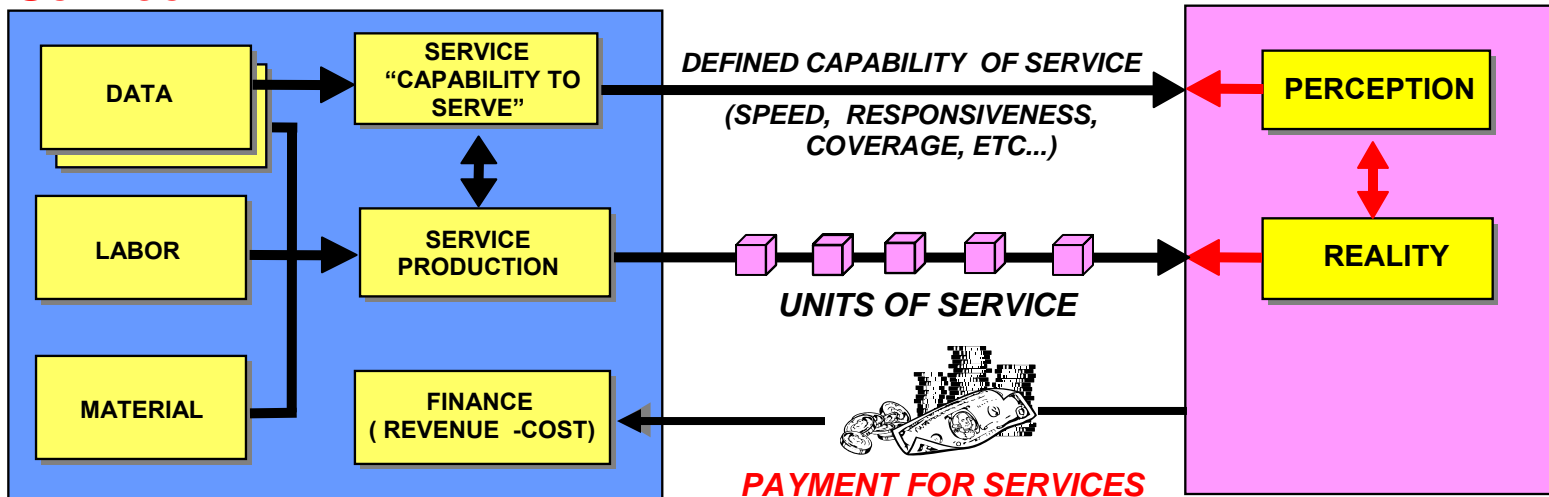 DATA
SERVICE
“CAPABILITY TO
SERVE”
DEFINED CAPABILITY OF SERVICE
(SPEED, RESPONSIVENESS,
COVERAGE, ETC...)
PERCEPTION
LABOR
SERVICE
PRODUCTION
UNITS OF SERVICE
REALITY
MATERIAL
FINANCE
( REVENUE -COST)
PAYMENT FOR SERVICES